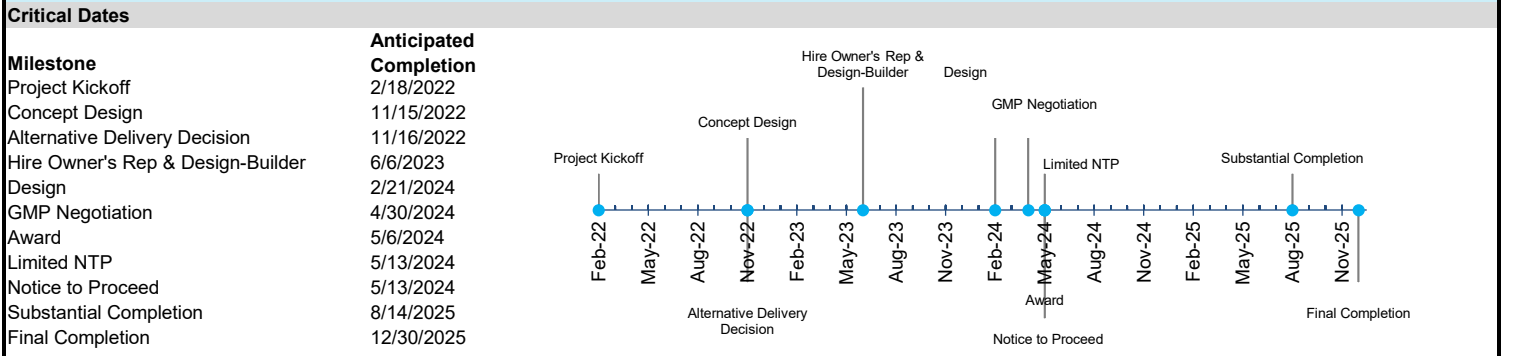 Critical Dates
Milestone Anticipated Completion
Project Kickoff 2/18/2022
Concept Design 11/15/2022
Alternative Delivery Decision 11/16/2022
Hire Owner's Rep & Design-Builder 6/6/2023
Design 2/21/2024
GMP Negotiation 4/30/2024
Award 5/6/2024
Limited NTP 5/13/2024
Notice to Proceed 5/13/2024
Substantial Completion 8/14/2025
Final Completion 12/30/2025
Hire Owner's Rep &
Design-Builder
Design
GMP Negotiation
Concept Design
Project Kickoff
Limited NTP
Substantial Completion
Feb-22
May-22
Aug-22
Nov-22
Feb-23
May-23
Aug-23
Nov-23
Feb-24
May-24
Aug-24
Nov-24
Feb-25
May-25
Aug-25
Nov-25
Award
Alternative Delivery
Decision
Final Completion
Notice to Proceed